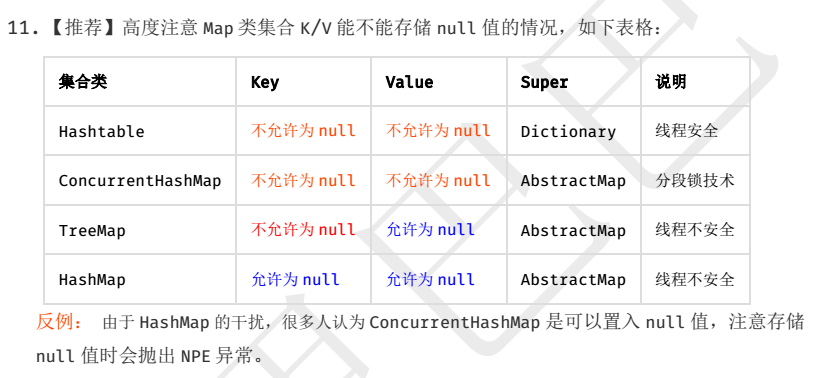 11.【推荐】高度注意 Map 类集合 K/V 能不能存储 null 值的情况，如下表格：
集合类 Key Value Super 说明
Hashtable 不允许为 null 不允许为 null Dictionary 线程安全
ConcurrentHashMap 不允许为 null 不允许为 null AbstractMap 分段锁技术
TreeMap 不允许为 null 允许为 null AbstractMap 线程不安全
HashMap 允许为 null 允许为 null AbstractMap 线程不安全
反例： 由于 HashMap 的干扰，很多人认为 ConcurrentHashMap 是可以置入 null 值，注意存储
null 值时会抛出 NPE 异常。